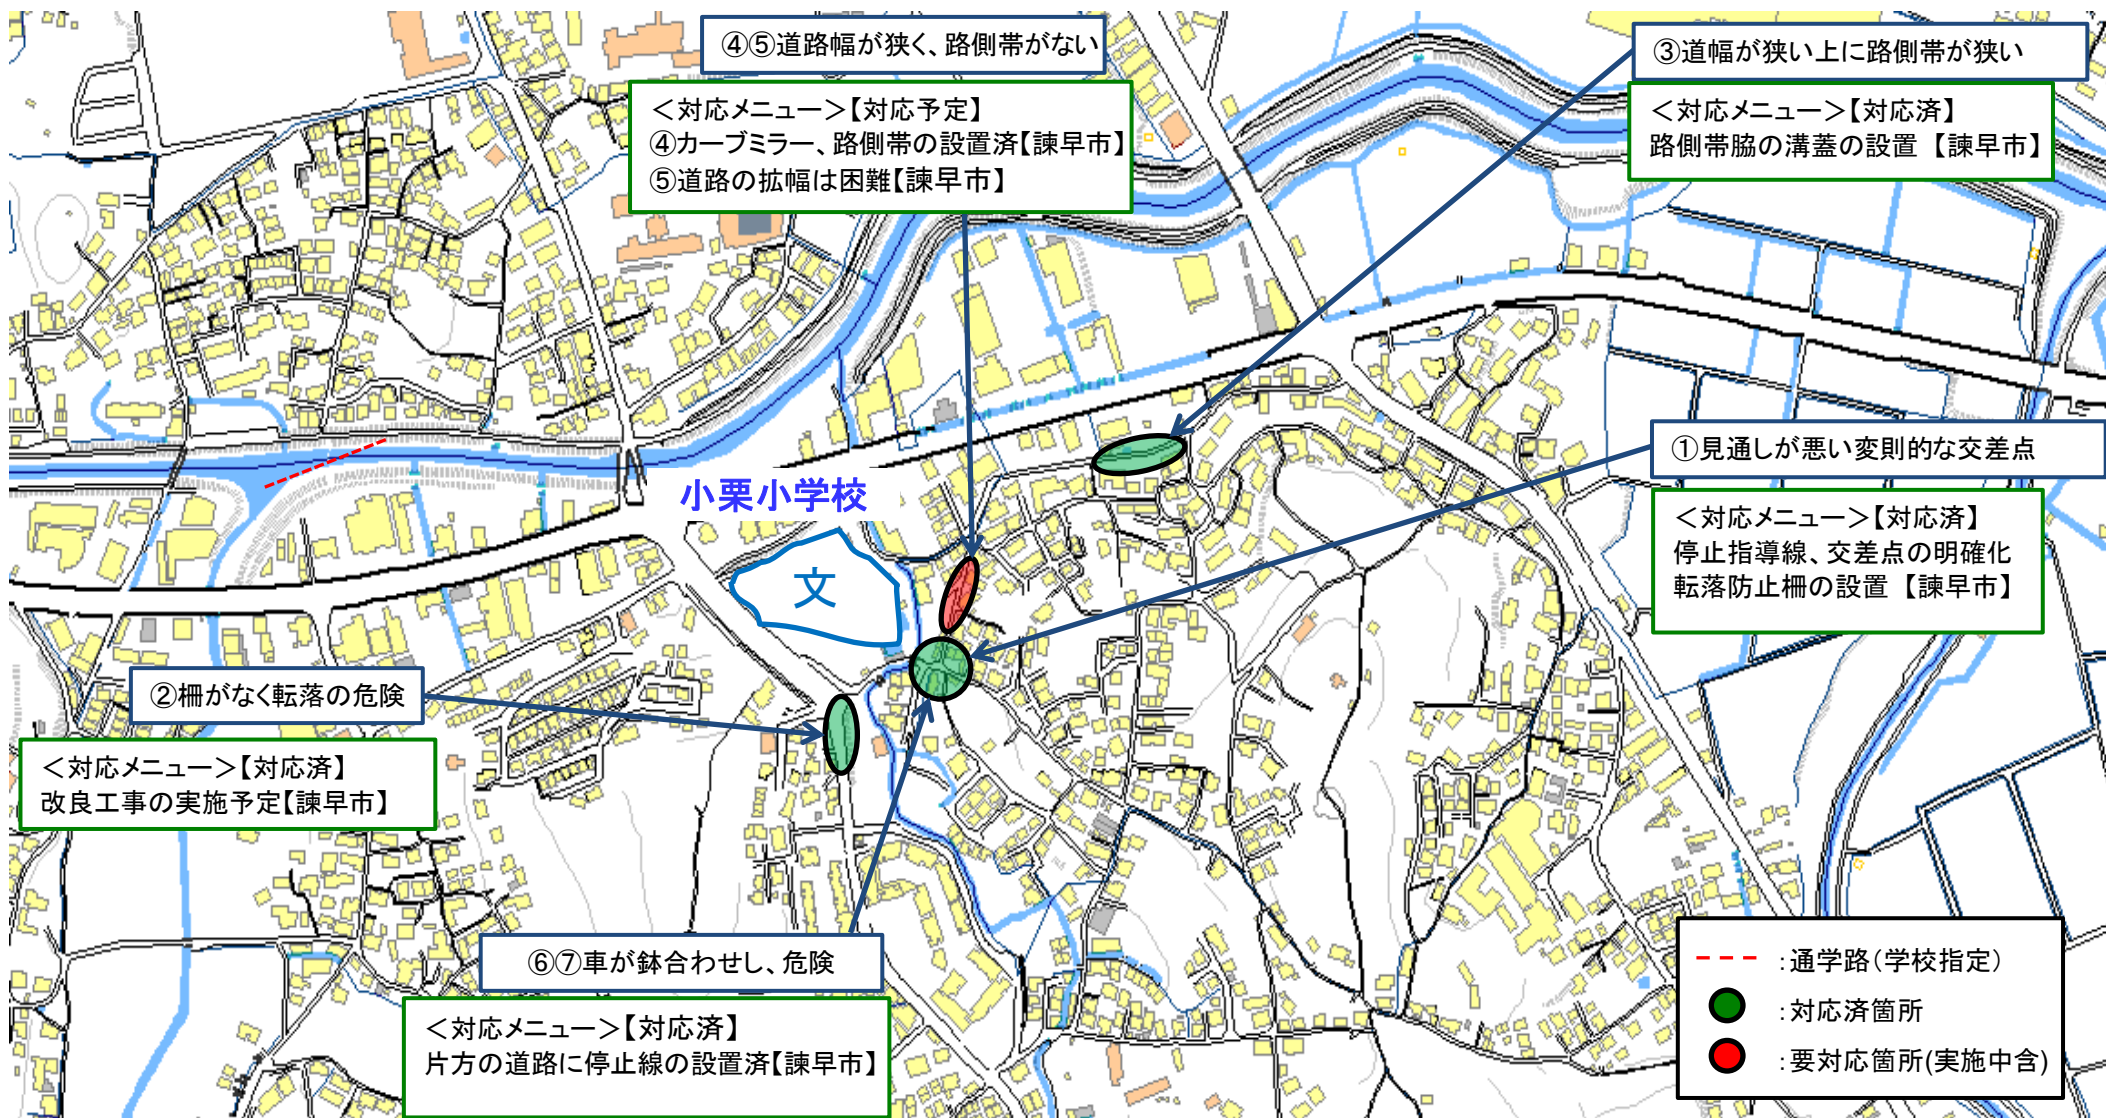 ④⑤道路幅が狭く、路側帯がない
＜対応メニュー＞【対応予定】
④カーブミラー、路側帯の設置済【諫早市】
⑤道路の拡幅は困難【諫早市】
③道幅が狭い上に路側帯が狭い
＜対応メニュー＞【対応済】
路側帯脇の溝蓋の設置 【諫早市】
①見通しが悪い変則的な交差点
＜対応メニュー＞【対応済】
停止指導線、交差点の明確化
転落防止柵の設置 【諫早市】
小栗小学校
文
②柵がなく転落の危険
＜対応メニュー＞【対応済】
改良工事の実施予定【諫早市】
⑥⑦車が鉢合わせし、危険
＜対応メニュー＞【対応済】
片方の道路に停止線の設置済【諫早市】
：通学路（学校指定）
：対応済箇所
：要対応箇所(実施中含)